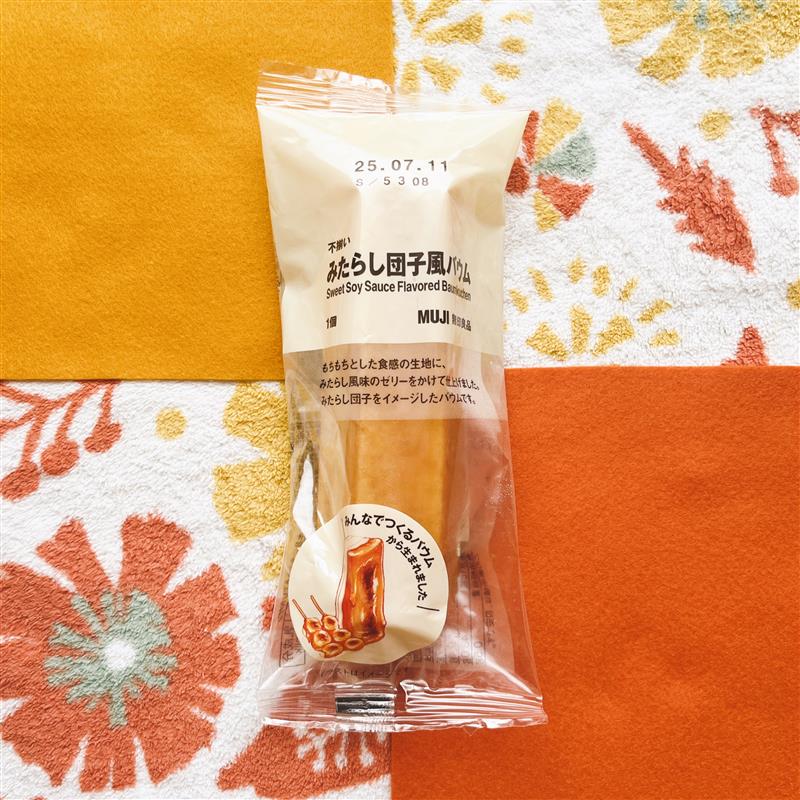 25.07.11
S/5308
不揃い
みたらし団子風バウム
Sweet Soy Sauce Flavored Baumkuchen
1個
MUJI 無印良品
もちもちとした食感の生地に、
みたらし風味のゼリーをかけて仕上げました。
みたらし団子をイメージしたバウムです。
みんなでつくるバウム
から生まれました